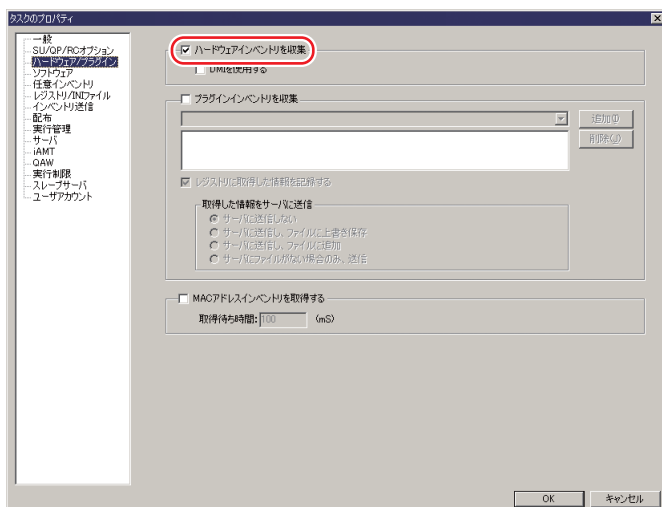 タスクのプロパティ
一般
SU/QP/RCオプション
ハードウェア/プラグイン
ソフトウェア
任意インベントリ
レジストリ/INIファイル
インベントリ送信
配布
実行管理
サーバ
iAMT
QAW
実行制限
スレーブサーバ
ユーザアカウント
ハードウェアインベントリを収集
DMIを使用する
プラグインインベントリを収集
追加(I)
削除(J)
レジストリに取得した情報を記録する
取得した情報をサーバに送信
サーバに送信しない
サーバに送信し、ファイルに上書き保存
サーバに送信し、ファイルに追加
サーバにファイルがない場合のみ、送信
MACアドレスインベントリを取得する
取得待ち時間: 100 (mS)
OK キャンセル